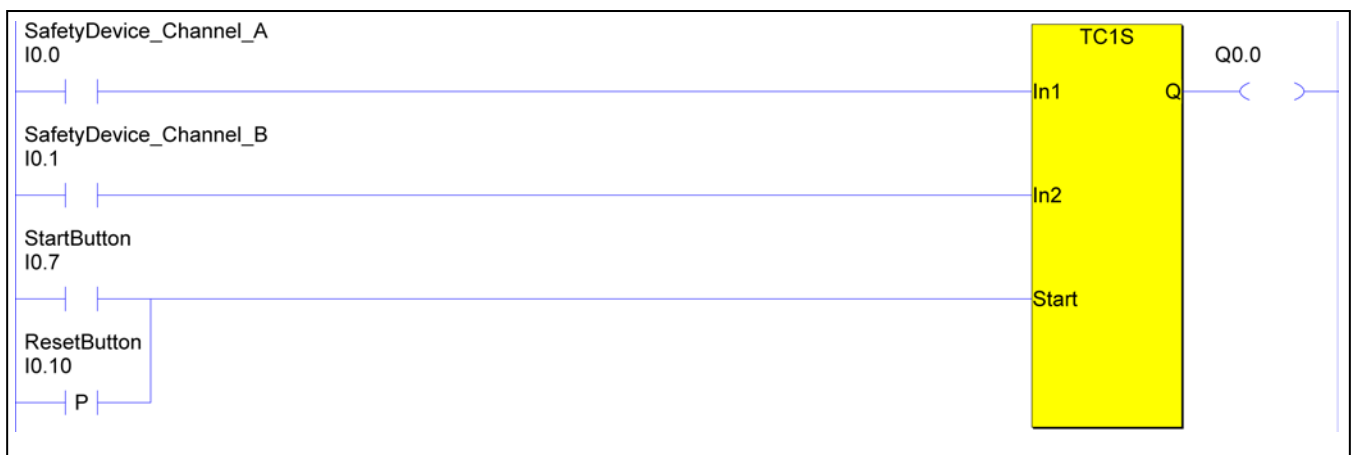 SafetyDevice_Channel_A
I0.0
TC1S
Q0.0
In1
Q
SafetyDevice_Channel_B
I0.1
In2
StartButton
I0.7
Start
ResetButton
I0.10
P